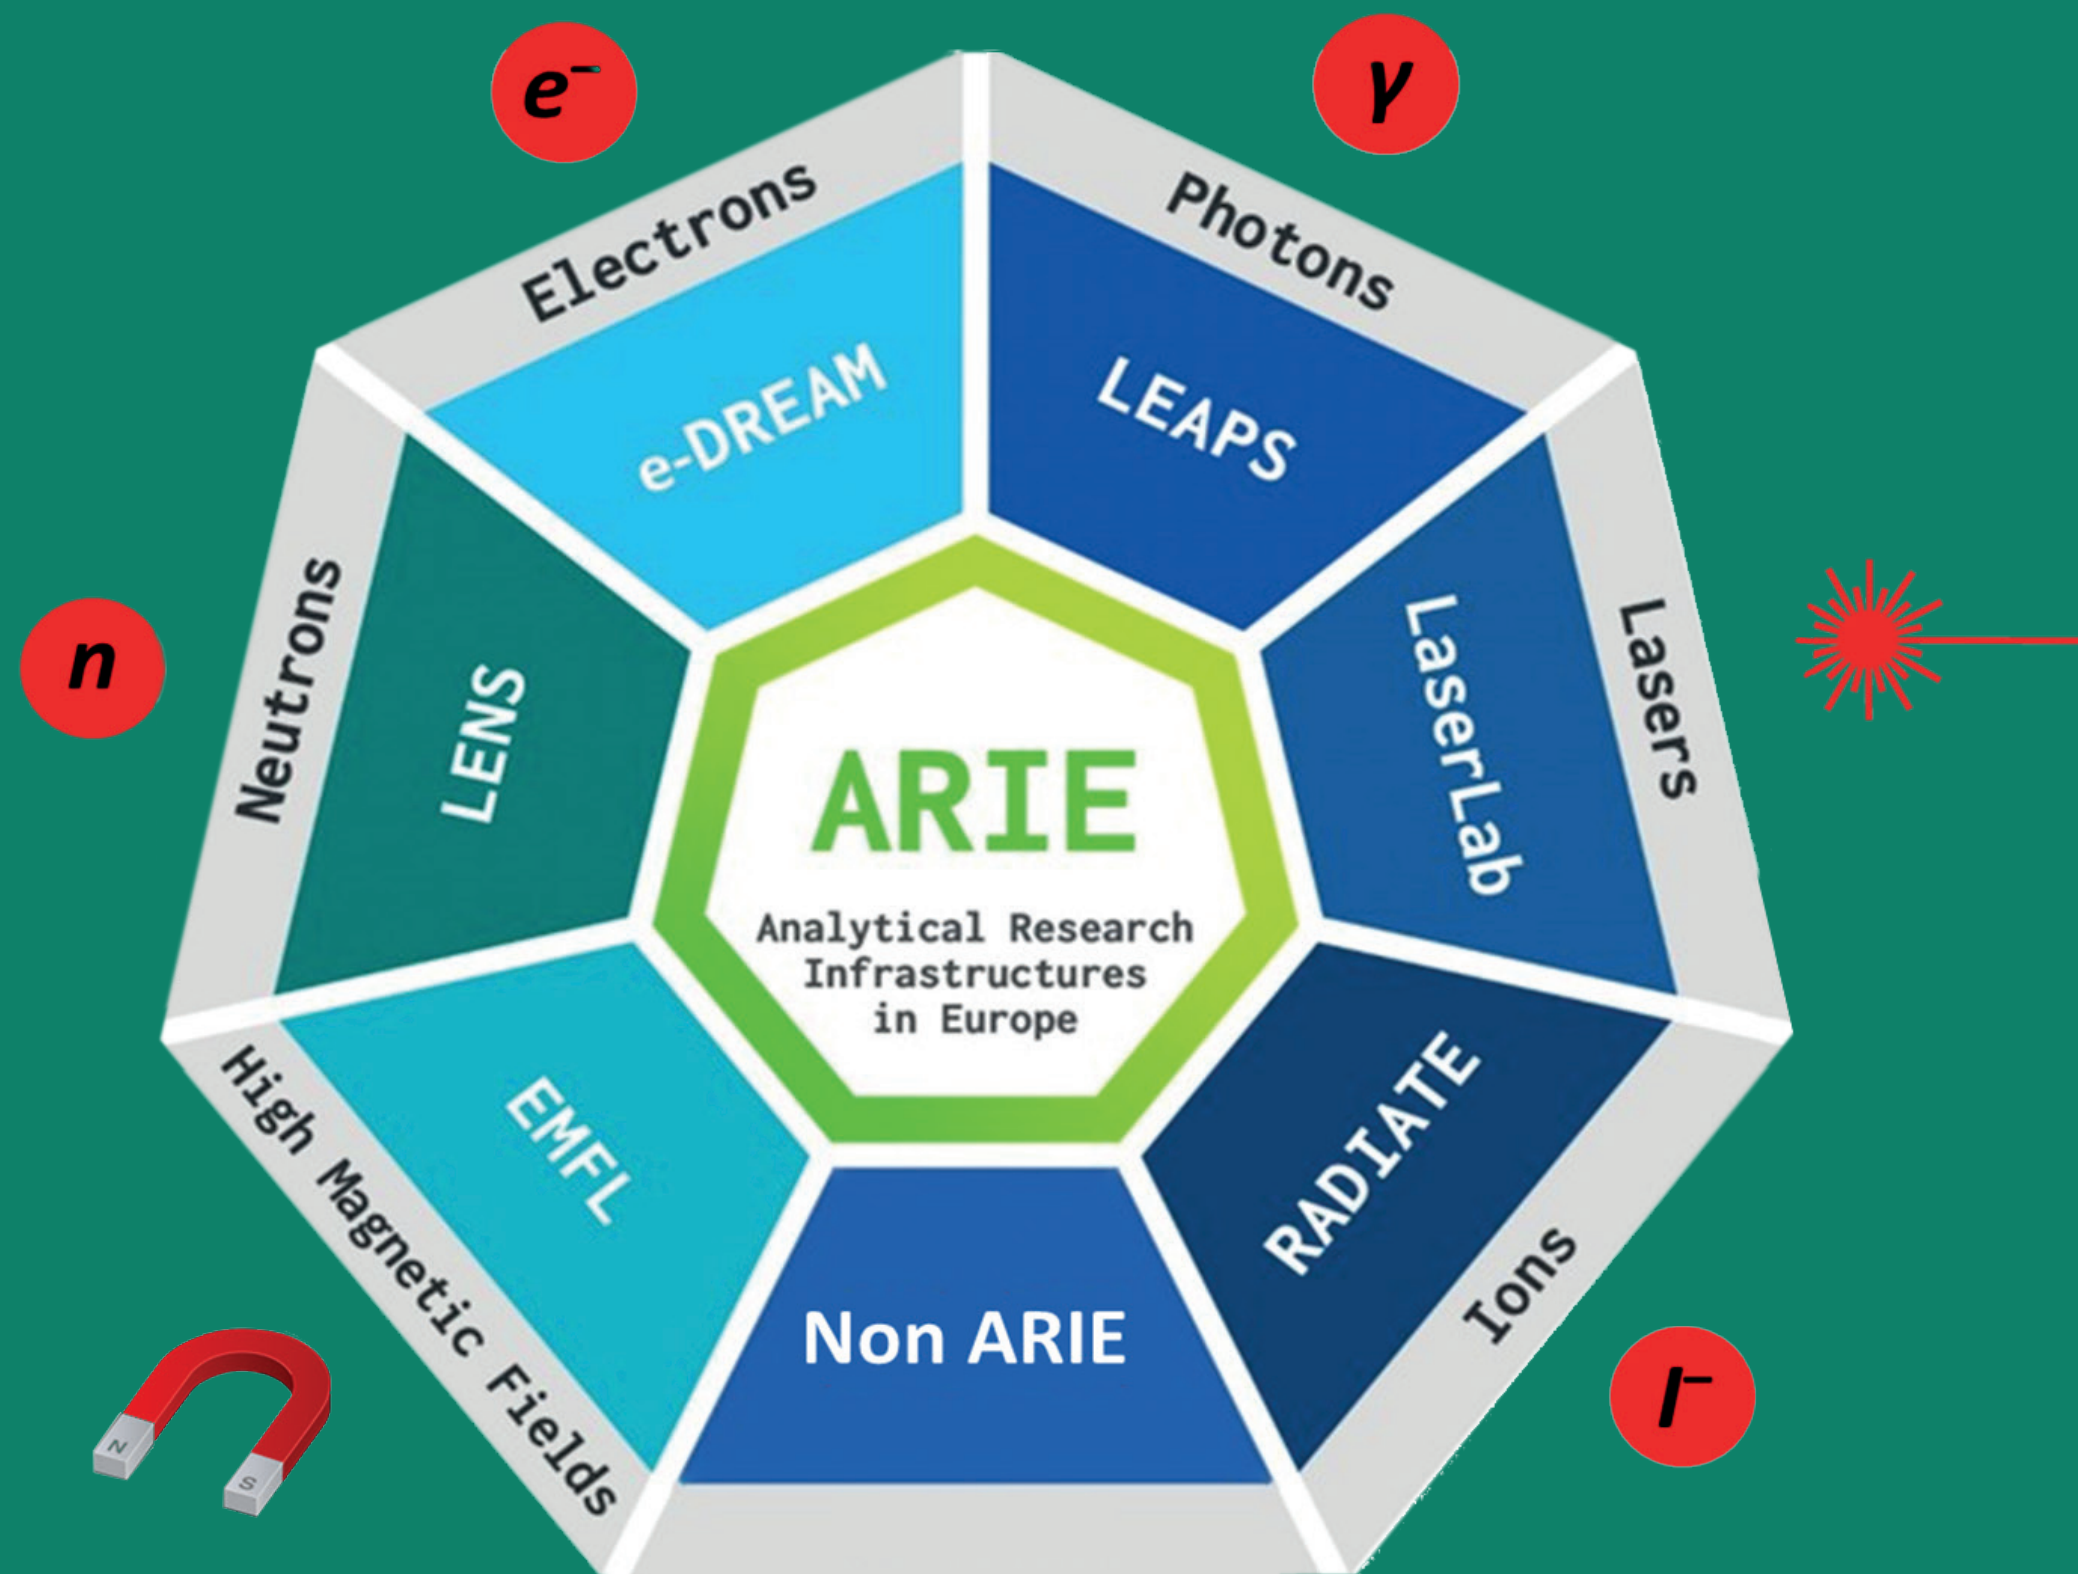 e⁻
γ
Electrons
Photons
e-DREAM
LEAPS
Neutrons
LENS
LaserLab
Lasers
n
ARIE
Analytical Research
Infrastructures
in Europe
High Magnetic Fields
EMFL
RADIATE
Ions
Non ARIE
I⁻
N
S